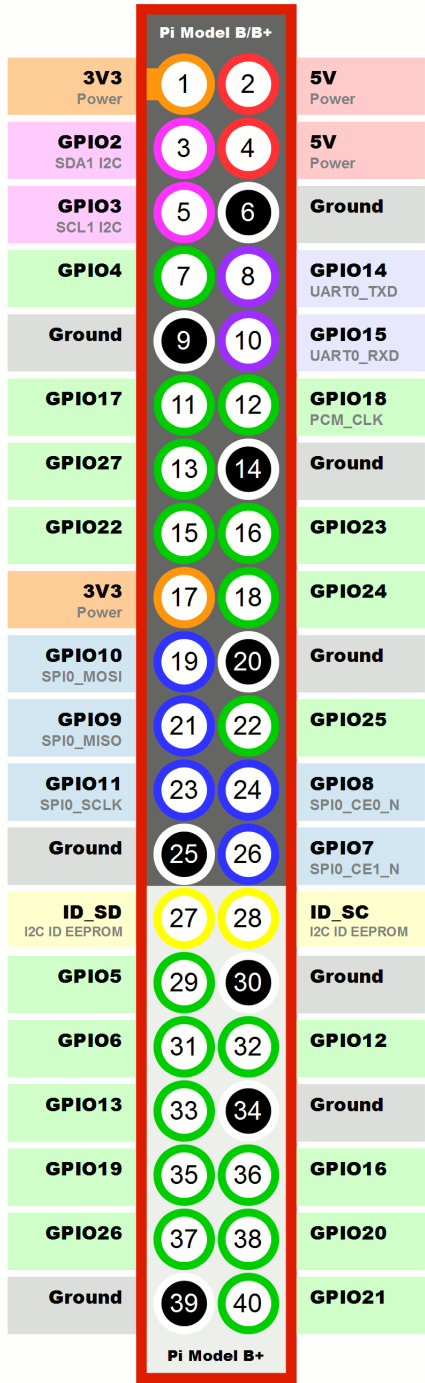 Pi Model B/B+
3V3 1 2 5V
Power Power
GPIO2 3 4 5V
SDA1 I2C Power
GPIO3 5 6 Ground
SCL1 I2C
GPIO4 7 8 GPIO14
UART0_TXD
Ground 9 10 GPIO15
UART0_RXD
GPIO17 11 12 GPIO18
PCM_CLK
GPIO27 13 14 Ground
GPIO22 15 16 GPIO23
3V3 17 18 GPIO24
Power
GPIO10 19 20 Ground
SPI0_MOSI
GPIO9 21 22 GPIO25
SPI0_MISO
GPIO11 23 24 GPIO8
SPI0_SCLK SPI0_CE0_N
Ground 25 26 GPIO7
SPI0_CE1_N
ID_SD 27 28 ID_SC
I2C ID EEPROM I2C ID EEPROM
GPIO5 29 30 Ground
GPIO6 31 32 GPIO12
GPIO13 33 34 Ground
GPIO19 35 36 GPIO16
GPIO26 37 38 GPIO20
Ground 39 40 GPIO21
Pi Model B+